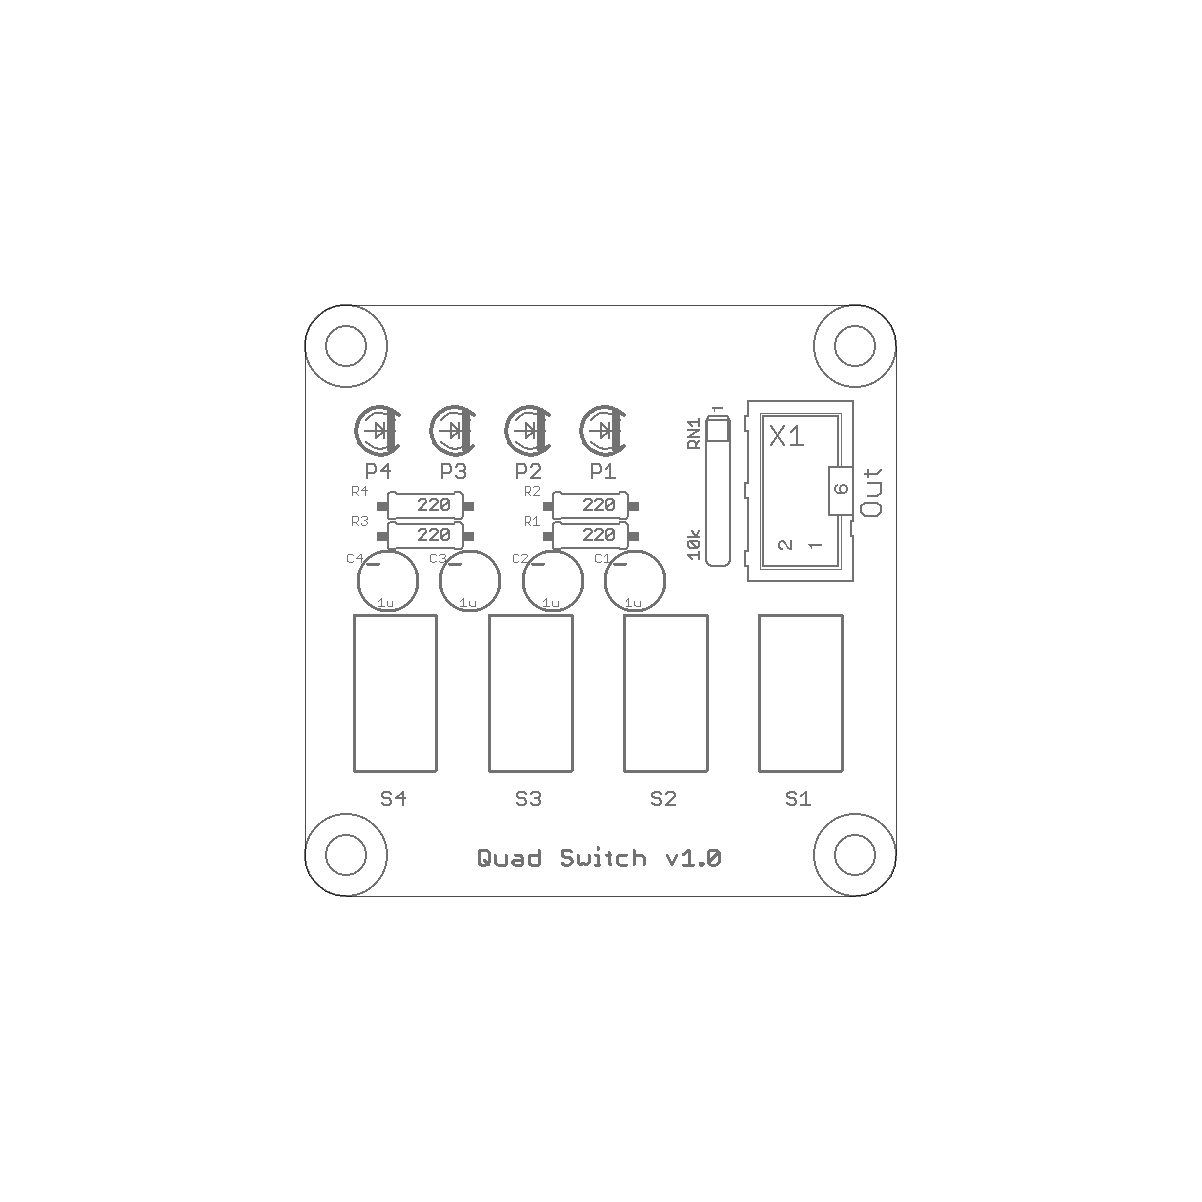 1
RN1
X1
P4 P3 P2 P1
R4 220 R2 220
6 Out
R3 220 R1 220
10k 2 1
C4 C3 C2 C1
1u 1u 1u 1u
S4 S3 S2 S1
Quad Switch v1.0